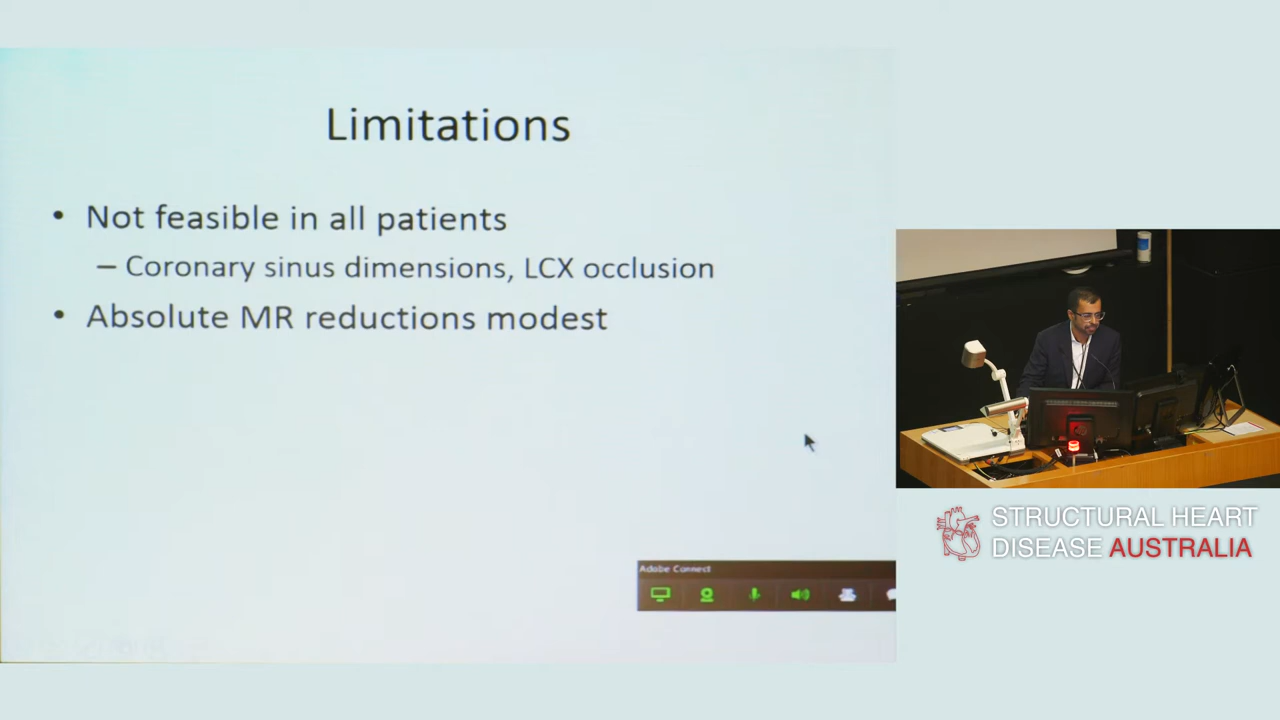 Limitations
• Not feasible in all patients
– Coronary sinus dimensions, LCX occlusion
• Absolute MR reductions modest
Adobe Connect
STRUCTURAL HEART
DISEASE AUSTRALIA